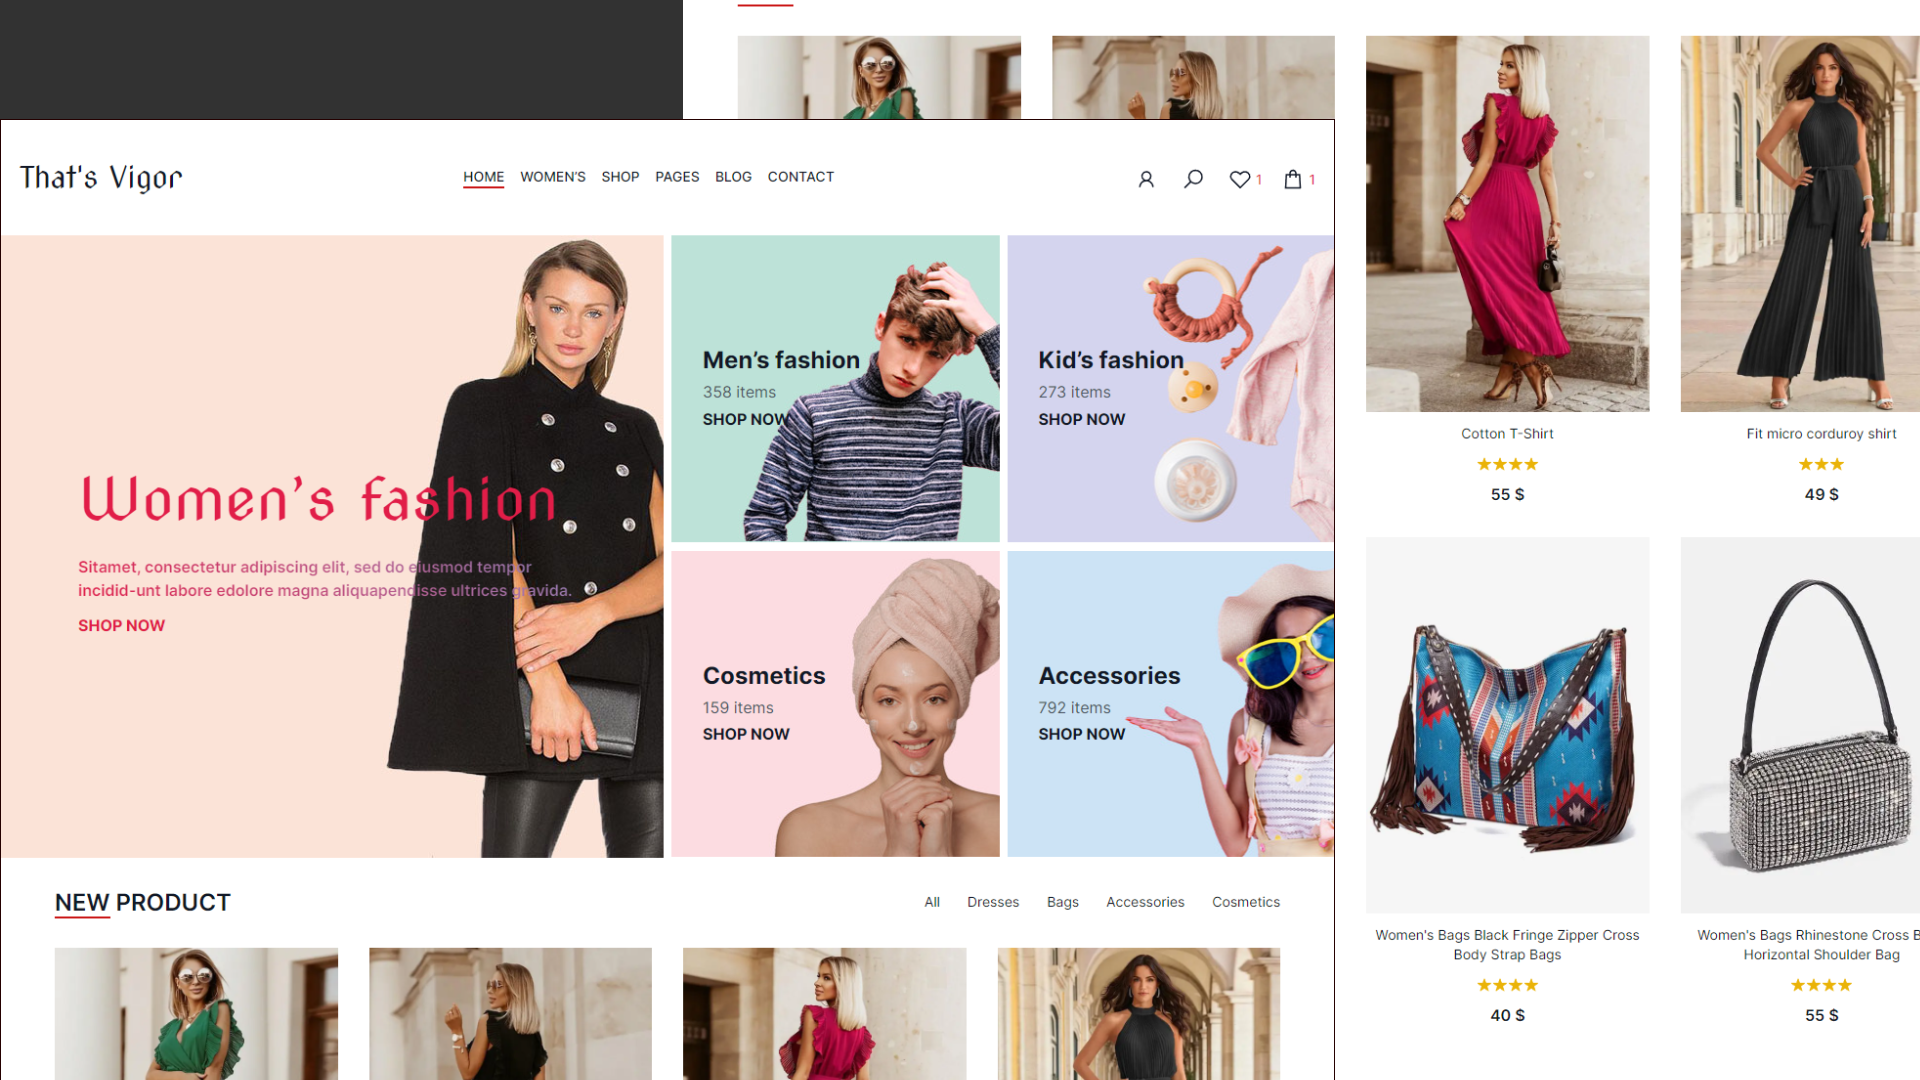 That's Vigor
HOME WOMEN'S SHOP PAGES BLOG CONTACT
1 1
Women's fashion
Sitamet, consectetur adipiscing elit, sed do eiusmod tempor
incidid-unt labore edolore magna aliquapendisse ultrices gravida.
SHOP NOW
Men's fashion
358 items
SHOP NOW
Kid's fashion
273 items
SHOP NOW
Cosmetics
159 items
SHOP NOW
Accessories
792 items
SHOP NOW
NEW PRODUCT
All Dresses Bags Accessories Cosmetics
Cotton T-Shirt
55 $
Fit micro corduroy shirt
49 $
Women's Bags Black Fringe Zipper Cross
Body Strap Bags
40 $
Women's Bags Rhinestone Cross B
Horizontal Shoulder Bag
55 $